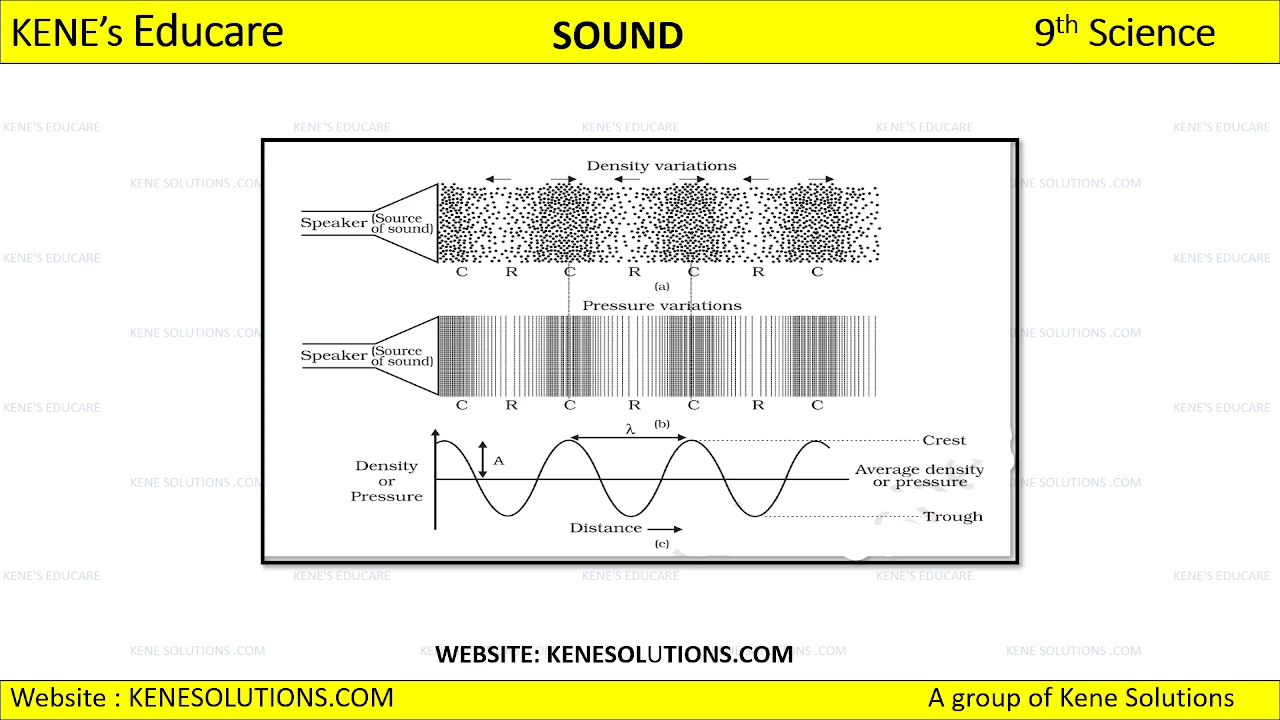 KENE's Educare
SOUND
9th Science
KENE'S EDUCARE KENE'S EDUCARE KENE'S EDUCARE KENE'S EDUCARE KENE'S EDUCARE
Density variations
KENE SOLUTIONS .COM
KENE SOLUTIONS .COM
Speaker (Source of sound)
KENE'S EDUCARE
KENE'S EDUCARE
C R C R C R C
(a)
Pressure variations
KENE SOLUTIONS .COM
KENE SOLUTIONS .COM
Speaker (Source of sound)
KENE'S EDUCARE
KENE'S EDUCARE
C R C R C R C
(b)
λ
Crest
A
Density
or
Pressure
Average density
or pressure
KENE SOLUTIONS .COM
KENE SOLUTIONS .COM
Trough
Distance
(c)
KENE'S EDUCARE KENE'S EDUCARE KENE'S EDUCARE KENE'S EDUCARE KENE'S EDUCARE
KENE SOLUTIONS .COM
KENE SOLUTIONS .COM
WEBSITE: KENESOLUTIONS.COM
Website : KENESOLUTIONS.COM
A group of Kene Solutions